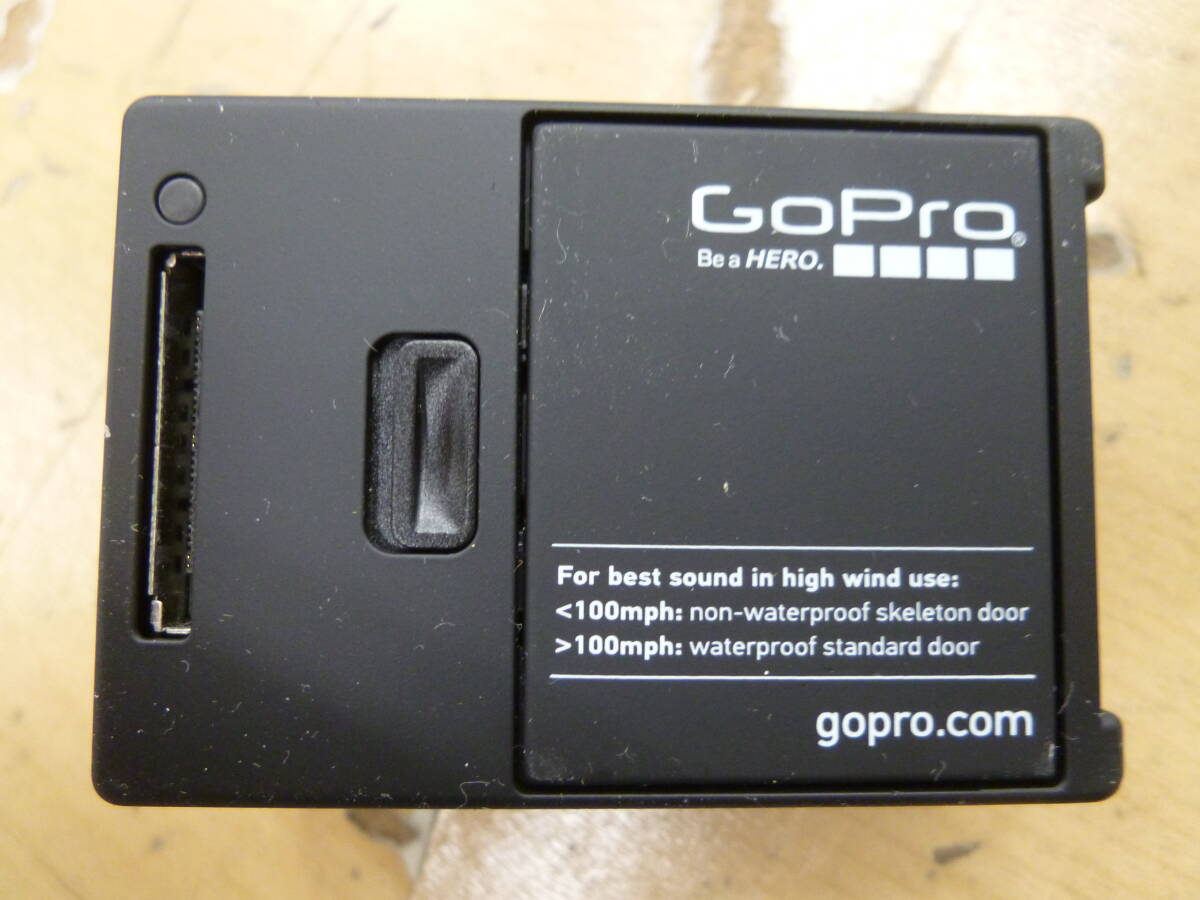 GoPro®
Be a HERO.
For best sound in high wind use:
<100mph: non-waterproof skeleton door
>100mph: waterproof standard door
gopro.com